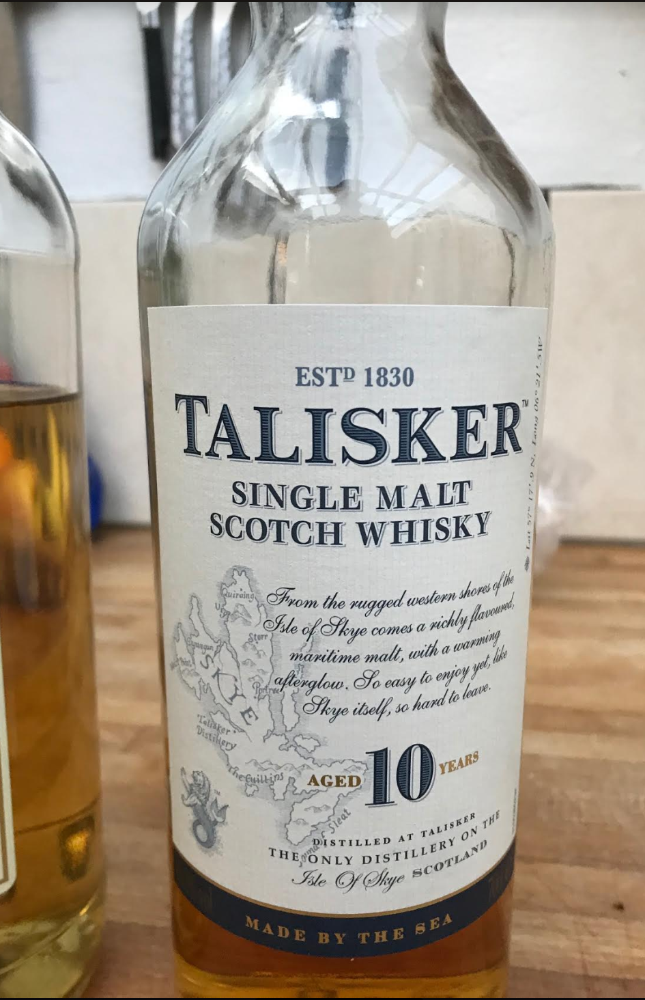 ESTD 1830
TALISKER™
SINGLE MALT
SCOTCH WHISKY
Lat 57° 17'.9 N, Long 06° 21'.5W
From the rugged western shores of the
Isle of Skye comes a richly flavoured,
maritime malt, with a warming
afterglow. So easy to enjoy yet, like
Skye itself, so hard to leave.
Quiraing
Storr
SKYE
Portree
Talisker
Distillery
The Cuillins
Sound of Sleat
AGED 10 YEARS
DISTILLED AT TALISKER
THE ONLY DISTILLERY ON THE
Isle Of Skye SCOTLAND
MADE BY THE SEA